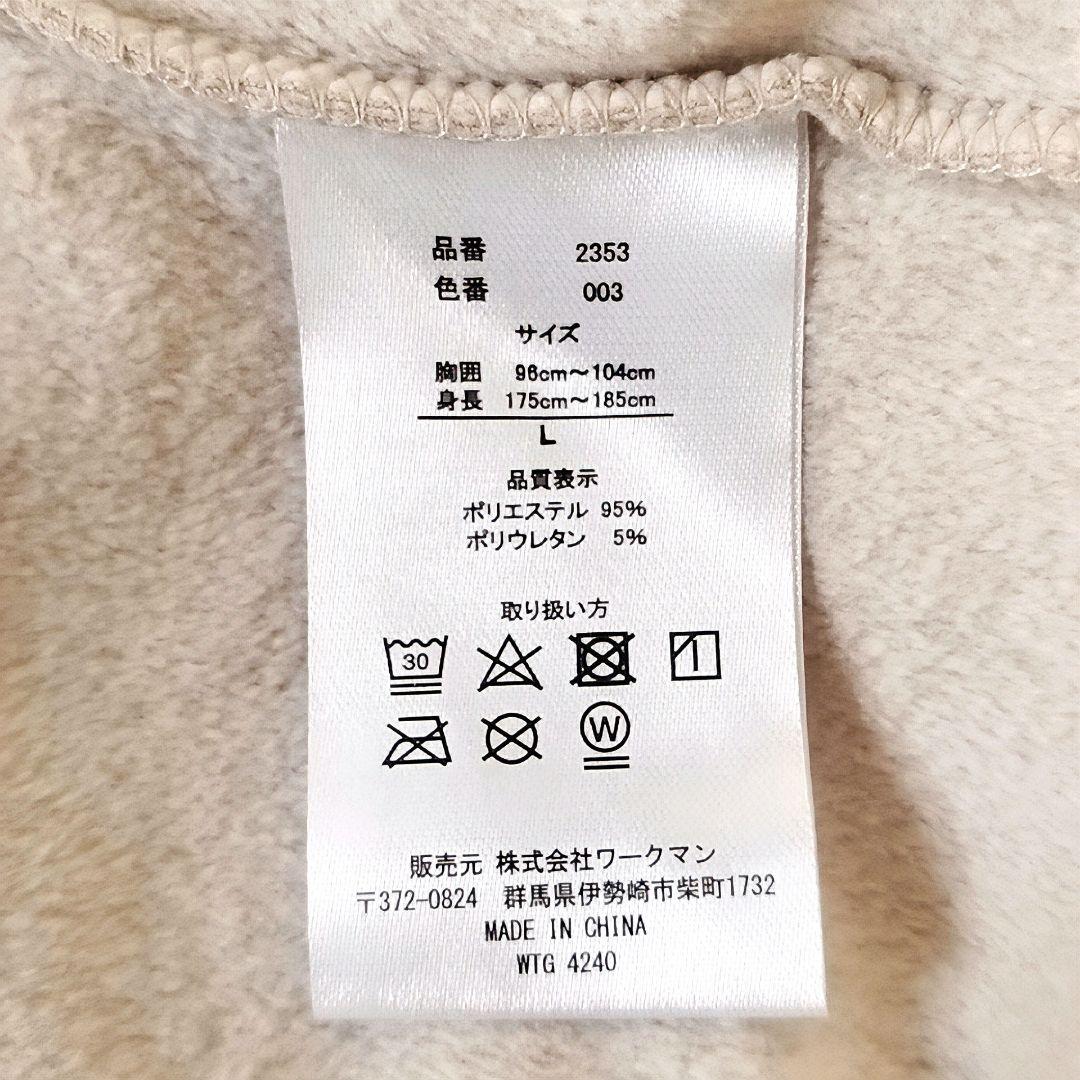 品番 2353
色番 003
サイズ
胸囲 96cm～104cm
身長 175cm～185cm
L
品質表示
ポリエステル 95%
ポリウレタン 5%
取り扱い方
30
W
販売元 株式会社ワークマン
〒372-0824 群馬県伊勢崎市柴町1732
MADE IN CHINA
WTG 4240